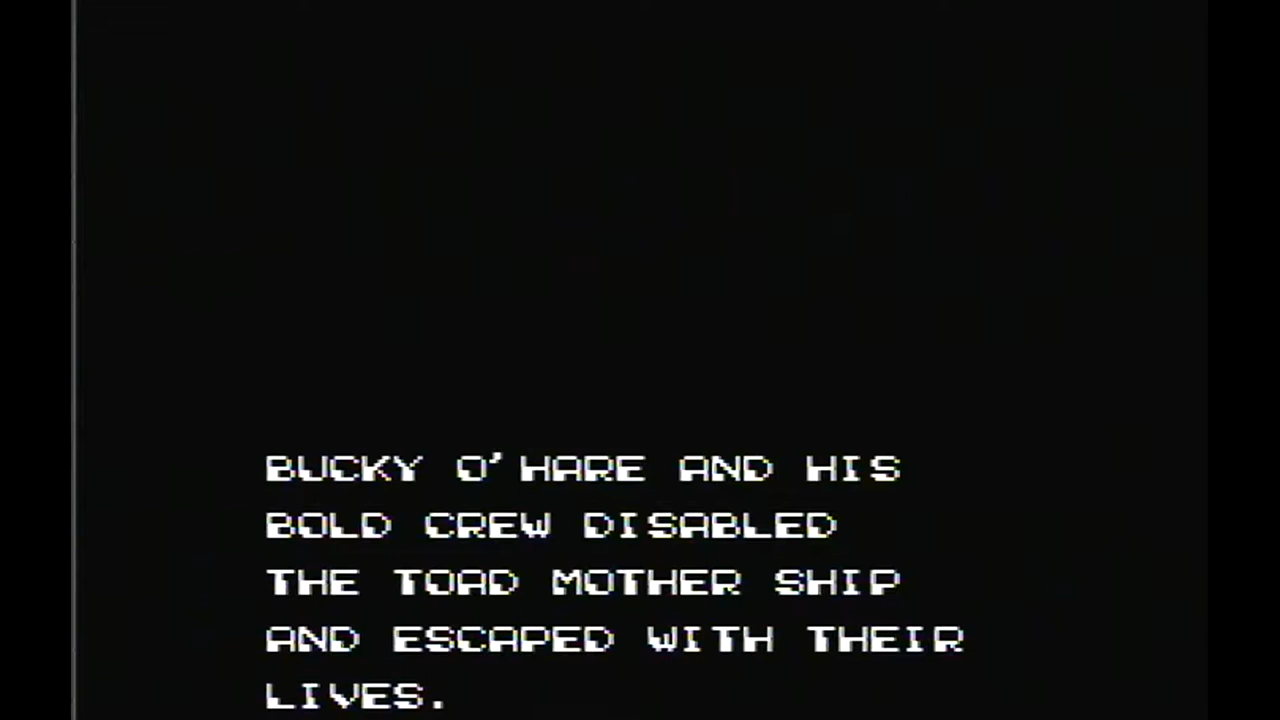 BUCKY O'HARE AND HIS
BOLD CREW DISABLED
THE TOAD MOTHER SHIP
AND ESCAPED WITH THEIR
LIVES.